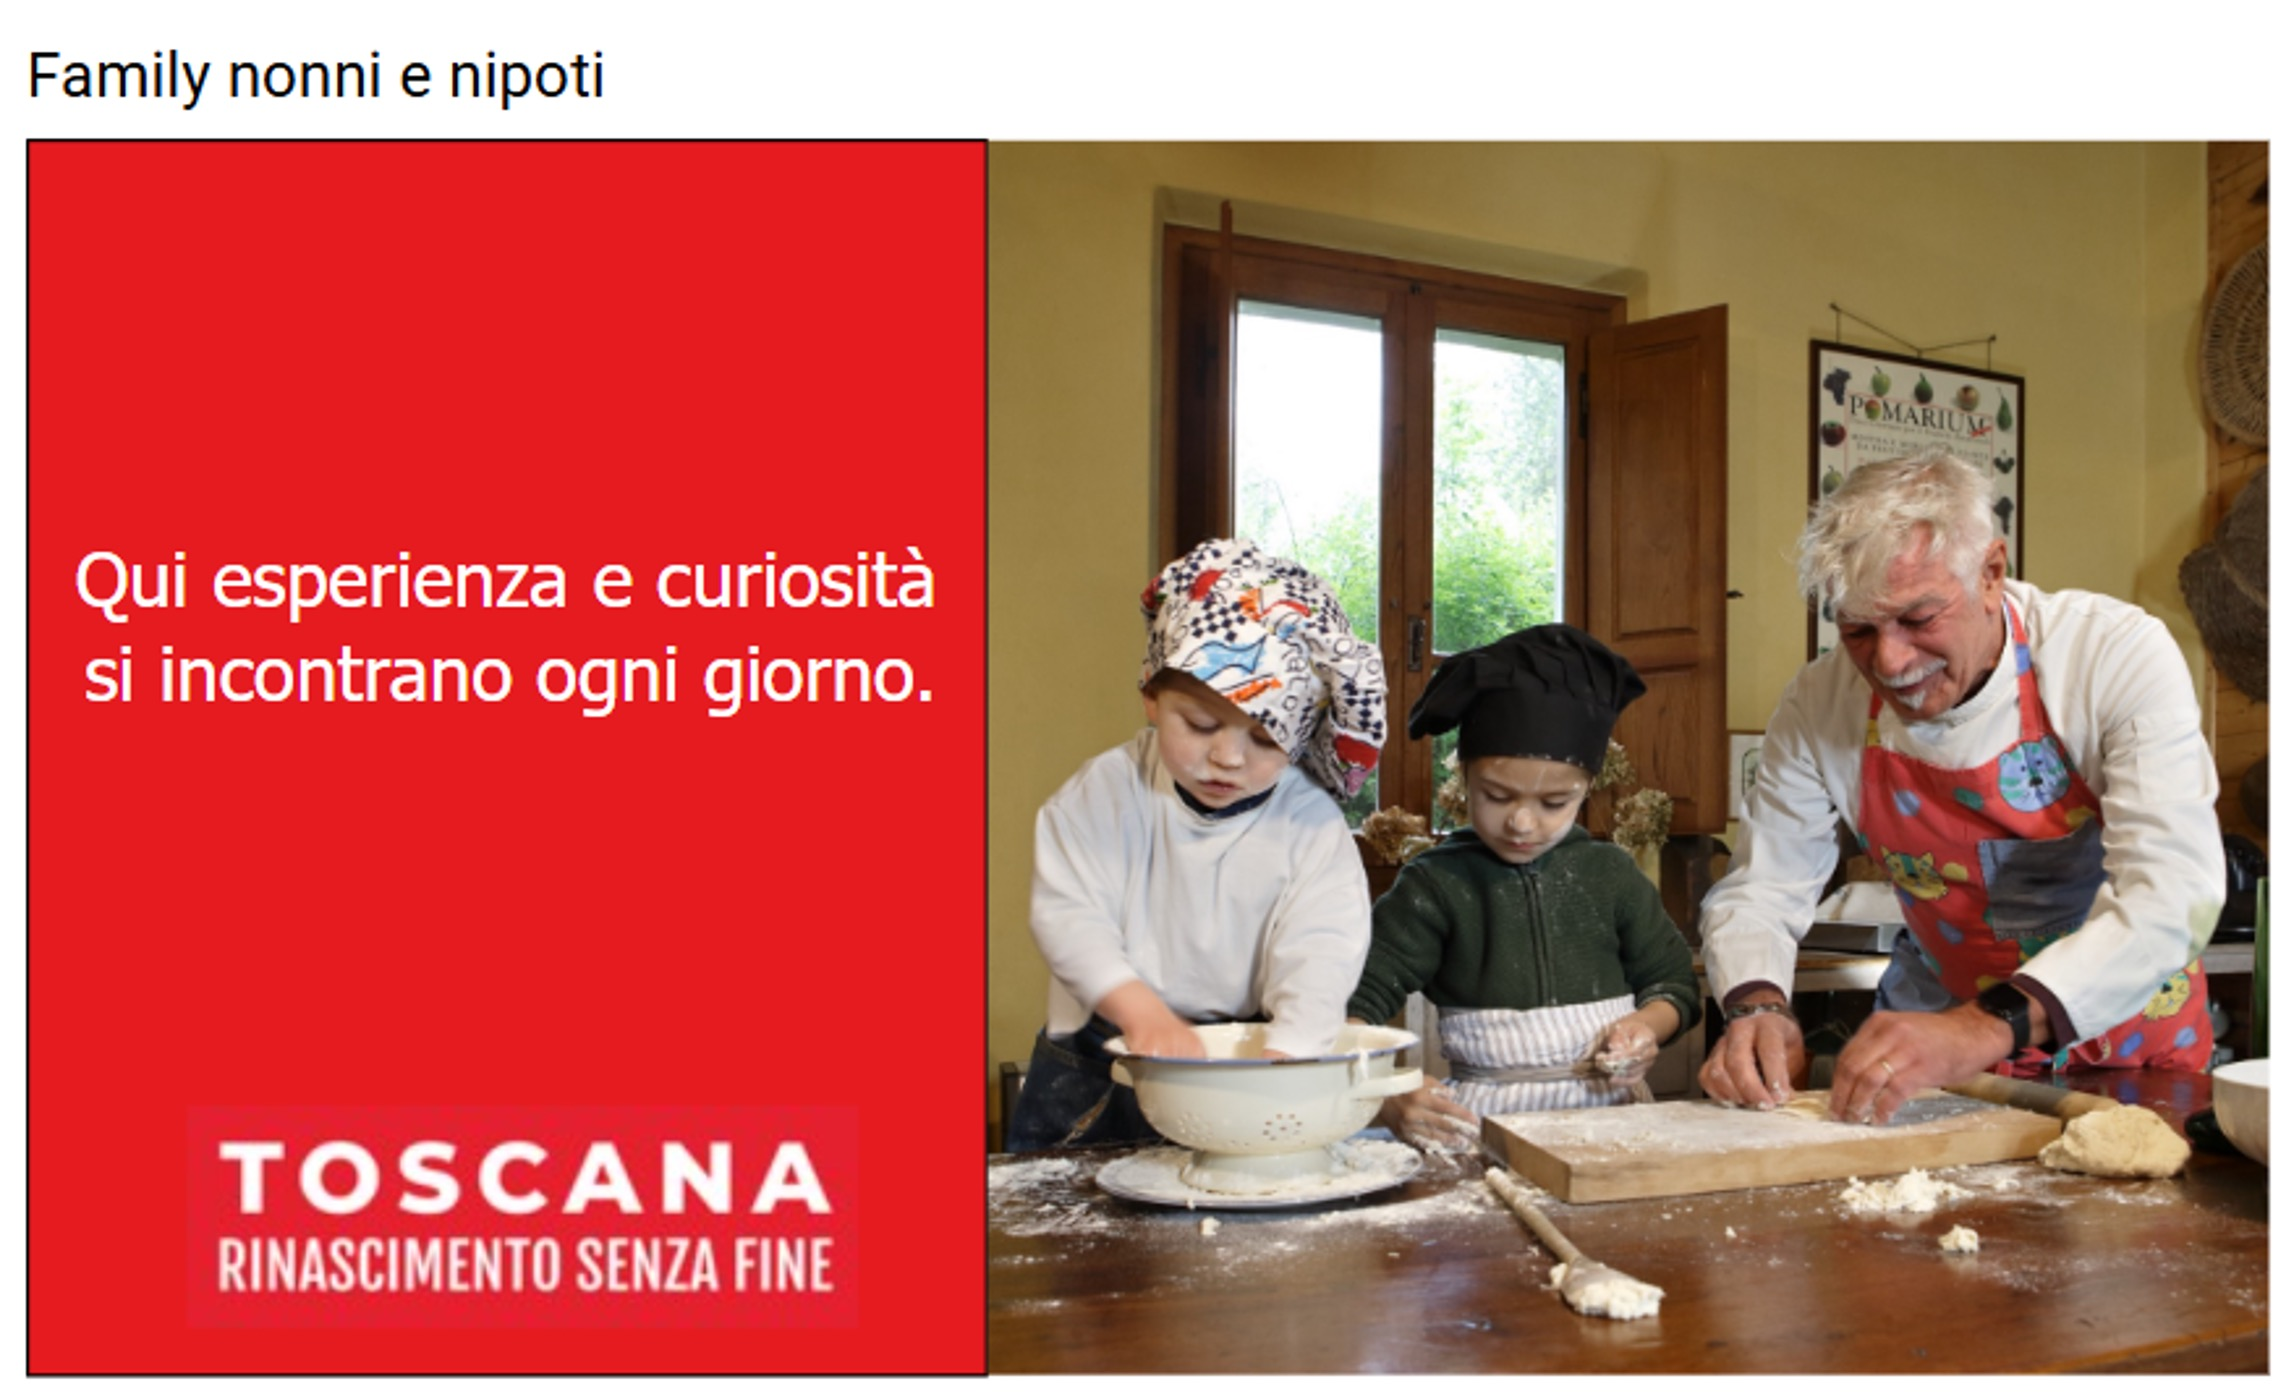 Family nonni e nipoti
Qui esperienza e curiosità
si incontrano ogni giorno.
TOSCANA
RINASCIMENTO SENZA FINE
POMARIUM